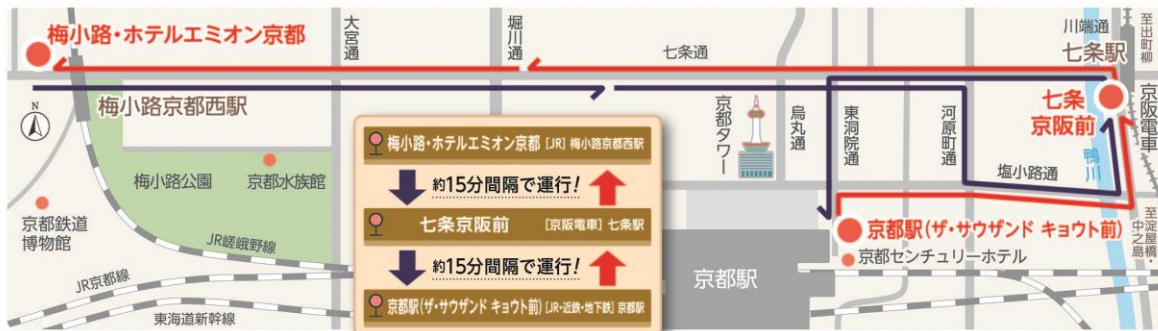 梅小路・ホテルエミオン京都
大宮通
堀川通
七条通
川端通
七条駅
至出町柳
京阪電車
七条
京阪前
N
梅小路京都西駅
京都タワー
烏丸通
東洞院通
河原町通
鴨川
塩小路通
梅小路公園
京都水族館
京都鉄道
博物館
JR嵯峨野線
JR京都線
東海道新幹線
梅小路・ホテルエミオン京都 [JR] 梅小路京都西駅
約15分間隔で運行!
七条京阪前 [京阪電車] 七条駅
約15分間隔で運行!
京都駅(ザ・サウザンド キョウト前) [JR・近鉄・地下鉄] 京都駅
京都駅
京都駅(ザ・サウザンド キョウト前)
京都センチュリーホテル
至淀屋橋・
中之島